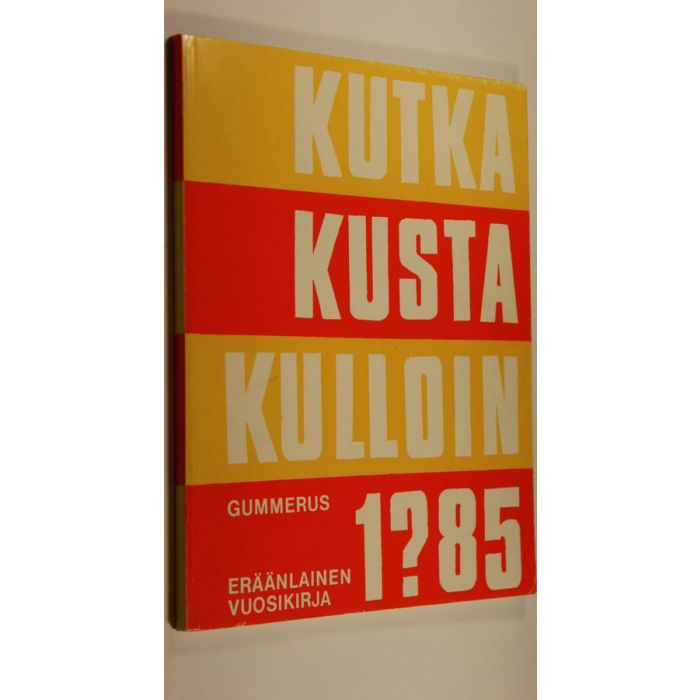 KUTKA
KUSTA
KULLOIN
GUMMERUS
1?85
ERÄÄNLAINEN
VUOSIKIRJA